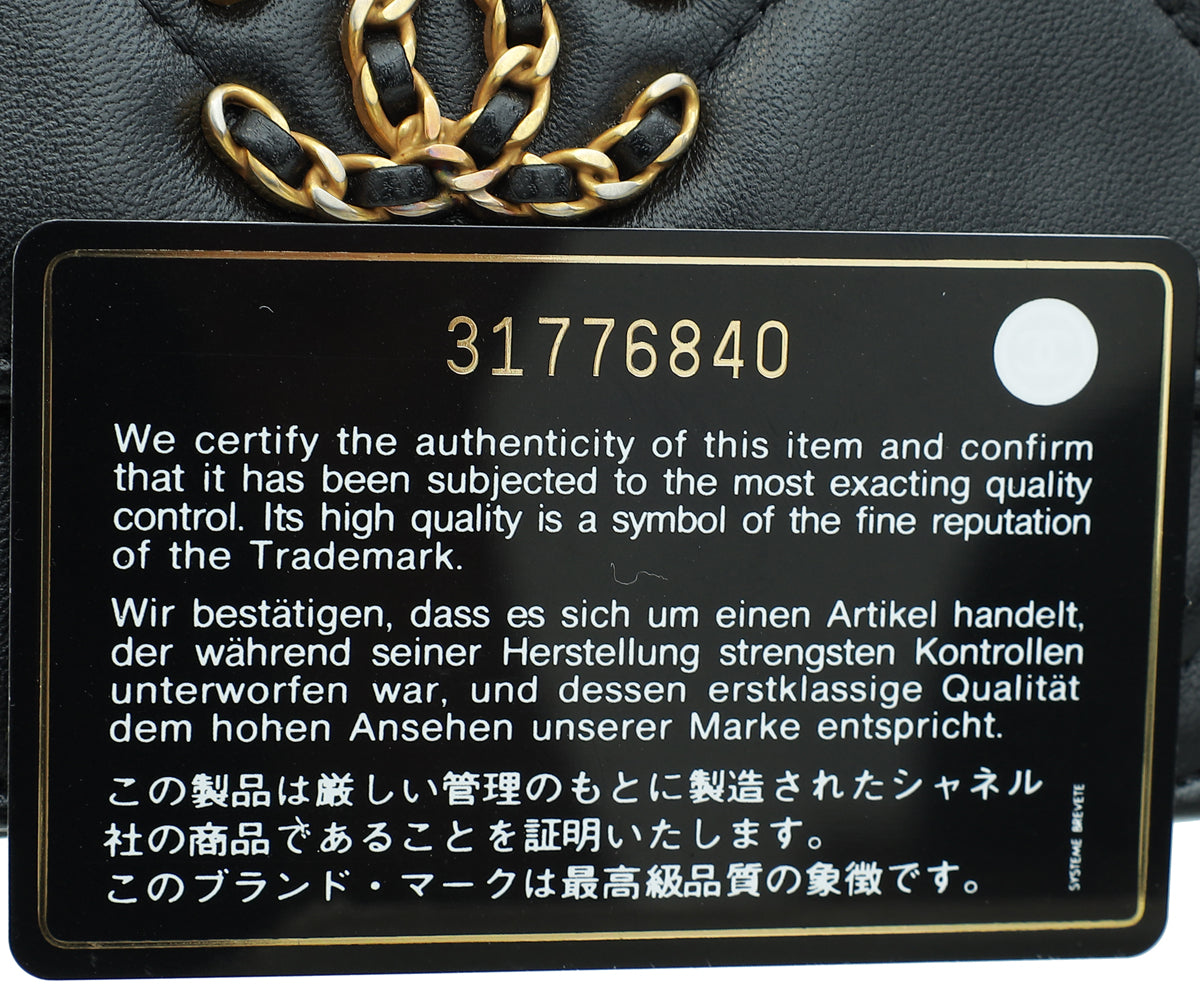 31776840
We certify the authenticity of this item and confirm
that it has been subjected to the most exacting quality
control. Its high quality is a symbol of the fine reputation
of the Trademark.
Wir bestätigen, dass es sich um einen Artikel handelt,
der während seiner Herstellung strengsten Kontrollen
unterworfen war, und dessen erstklassige Qualität
dem hohen Ansehen unserer Marke entspricht.
この製品は厳しい管理のもとに製造されたシャネル
社の商品であることを証明いたします。
このブランド・マークは最高級品質の象徴です。
SYSTEME BREVETE